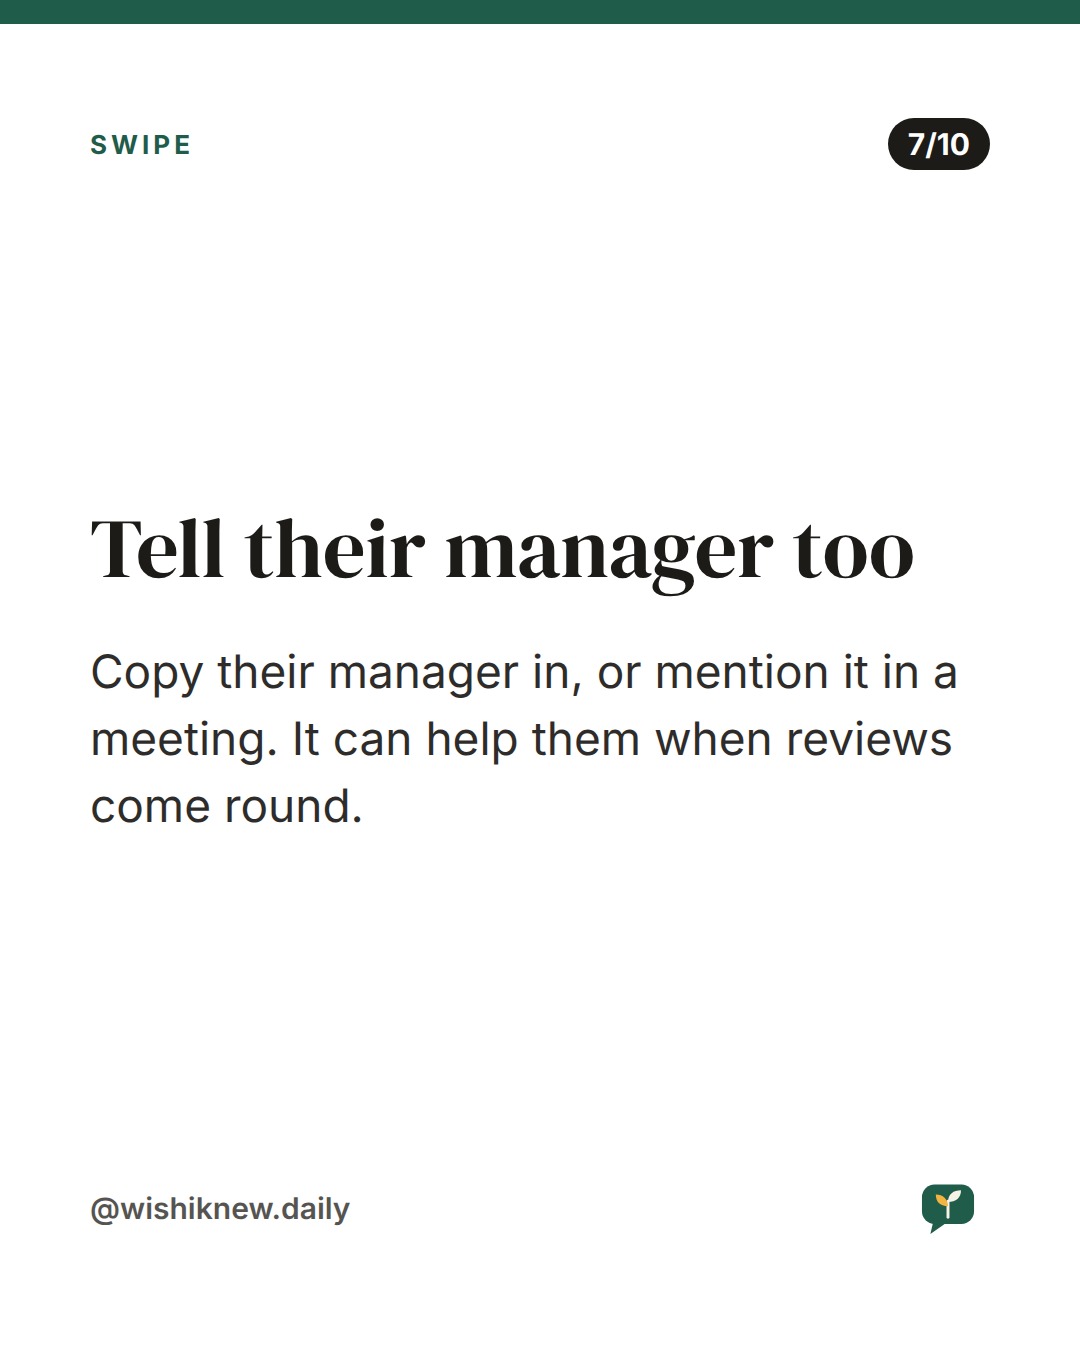 SWIPE
7/10
Tell their manager too
Copy their manager in, or mention it in a
meeting. It can help them when reviews
come round.
@wishiknew.daily